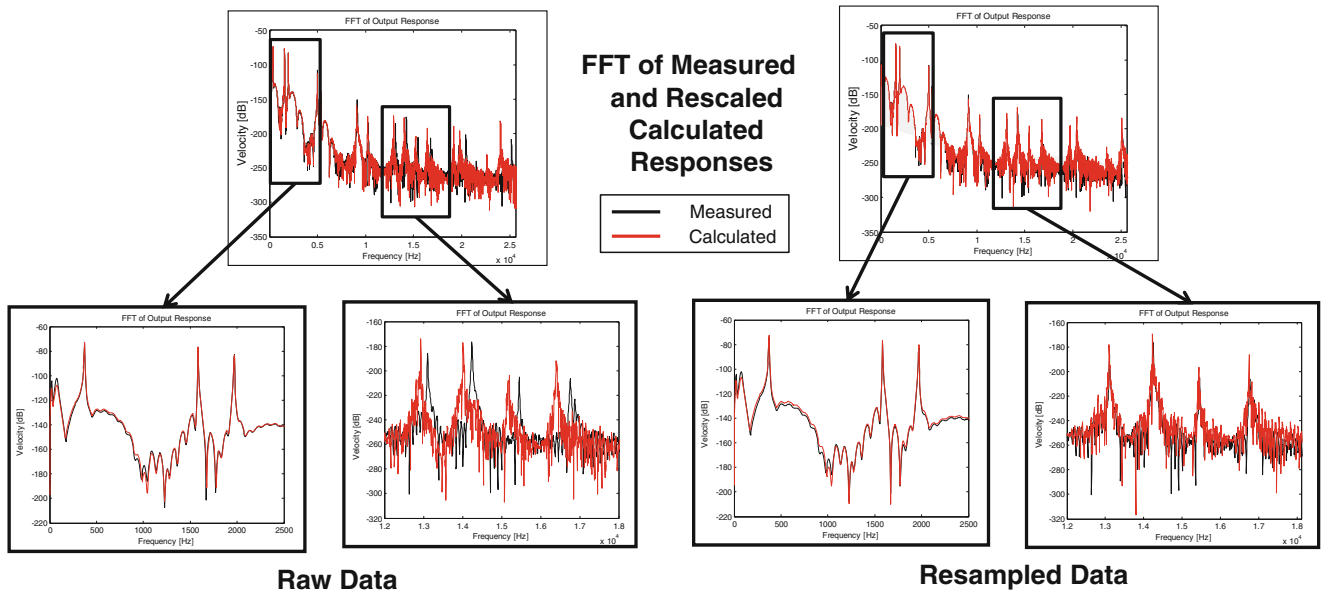 FFT of Output Response
-50
-100
-150
-200
-250
-300
-350
Velocity [dB]
0 0.5 1 1.5 2 2.5
x 10^4
Frequency [Hz]
FFT of Measured
and Rescaled
Calculated
Responses
Measured
Calculated
FFT of Output Response
-50
-100
-150
-200
-250
-300
-350
Velocity [dB]
0 0.5 1 1.5 2 2.5
x 10^4
Frequency [Hz]
FFT of Output Response
-60
-80
-100
-120
-140
-160
-180
-200
-220
Velocity [dB]
0 500 1000 1500 2000 2500
Frequency [Hz]
FFT of Output Response
-160
-180
-200
-220
-240
-260
-280
-300
-320
Velocity [dB]
1.2 1.3 1.4 1.5 1.6 1.7 1.8
Frequency [Hz]
x 10^4
FFT of Output Response
-60
-80
-100
-120
-140
-160
-180
-200
-220
Velocity [dB]
0 500 1000 1500 2000 2500
Frequency [Hz]
FFT of Output Response
-160
-180
-200
-220
-240
-260
-280
-300
-320
Velocity [dB]
1.2 1.3 1.4 1.5 1.6 1.7 1.8
Frequency [Hz]
x 10^4
Raw Data
Resampled Data